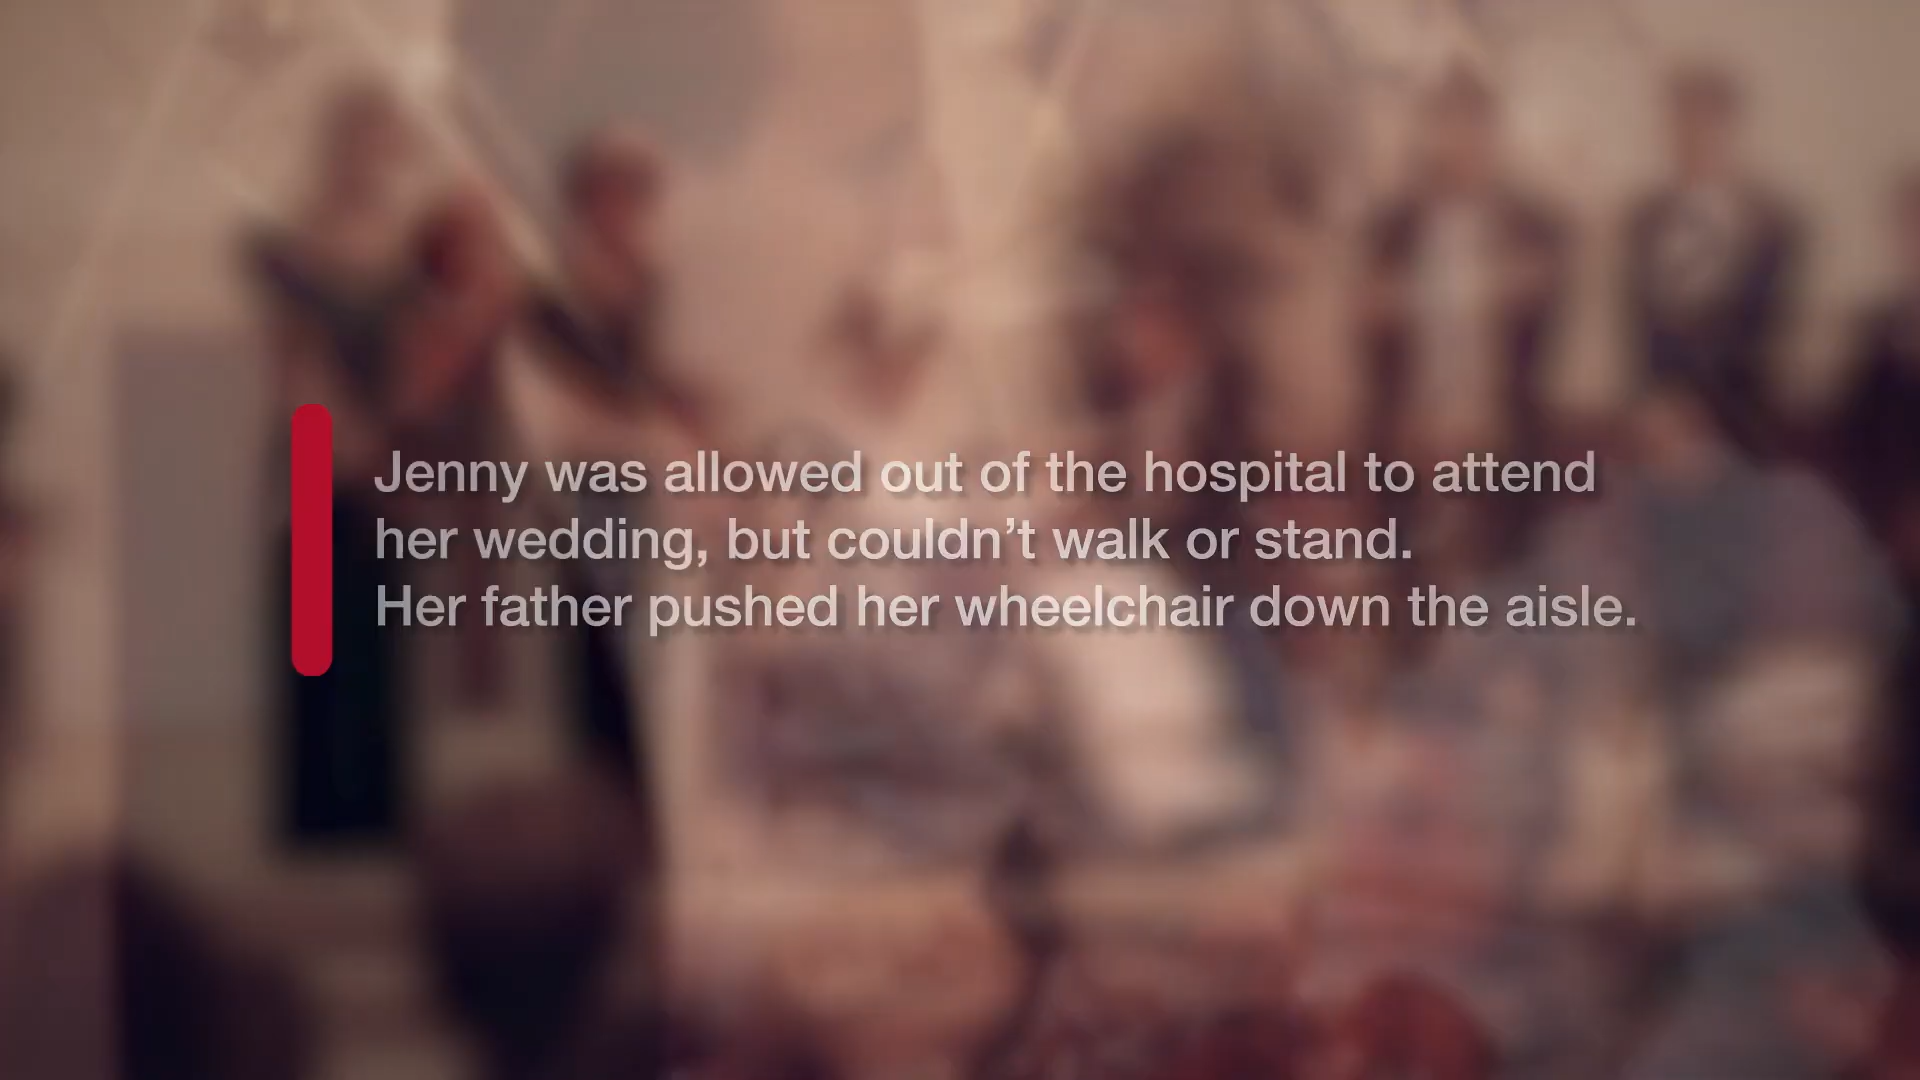 Jenny was allowed out of the hospital to attend
her wedding, but couldn’t walk or stand.
Her father pushed her wheelchair down the aisle.